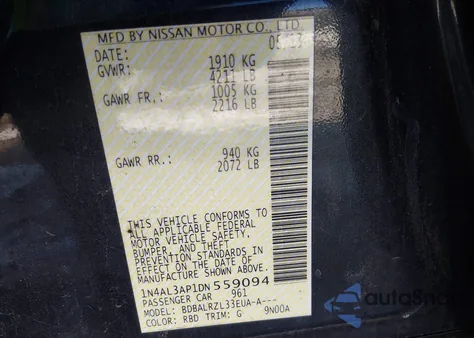 MFD BY NISSAN MOTOR CO., LTD.
DATE:
GVWR: 1910 KG
4211 LB
GAWR FR.: 1005 KG
2216 LB
GAWR RR.: 940 KG
2072 LB
THIS VEHICLE CONFORMS TO
ALL APPLICABLE FEDERAL
MOTOR VEHICLE SAFETY,
BUMPER, AND THEFT
PREVENTION STANDARDS IN
EFFECT ON THE DATE OF
MANUFACTURE SHOWN ABOVE.
1N4AL3AP1DN559094
PASSENGER CAR 961
MODEL: BDBALRZL33EUA-A---
COLOR: RBD TRIM: G 9N00A